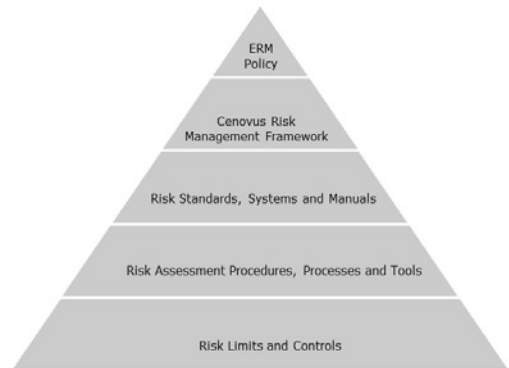 ERM
Policy
Cenovus Risk
Management Framework
Risk Standards, Systems and Manuals
Risk Assessment Procedures, Processes and Tools
Risk Limits and Controls